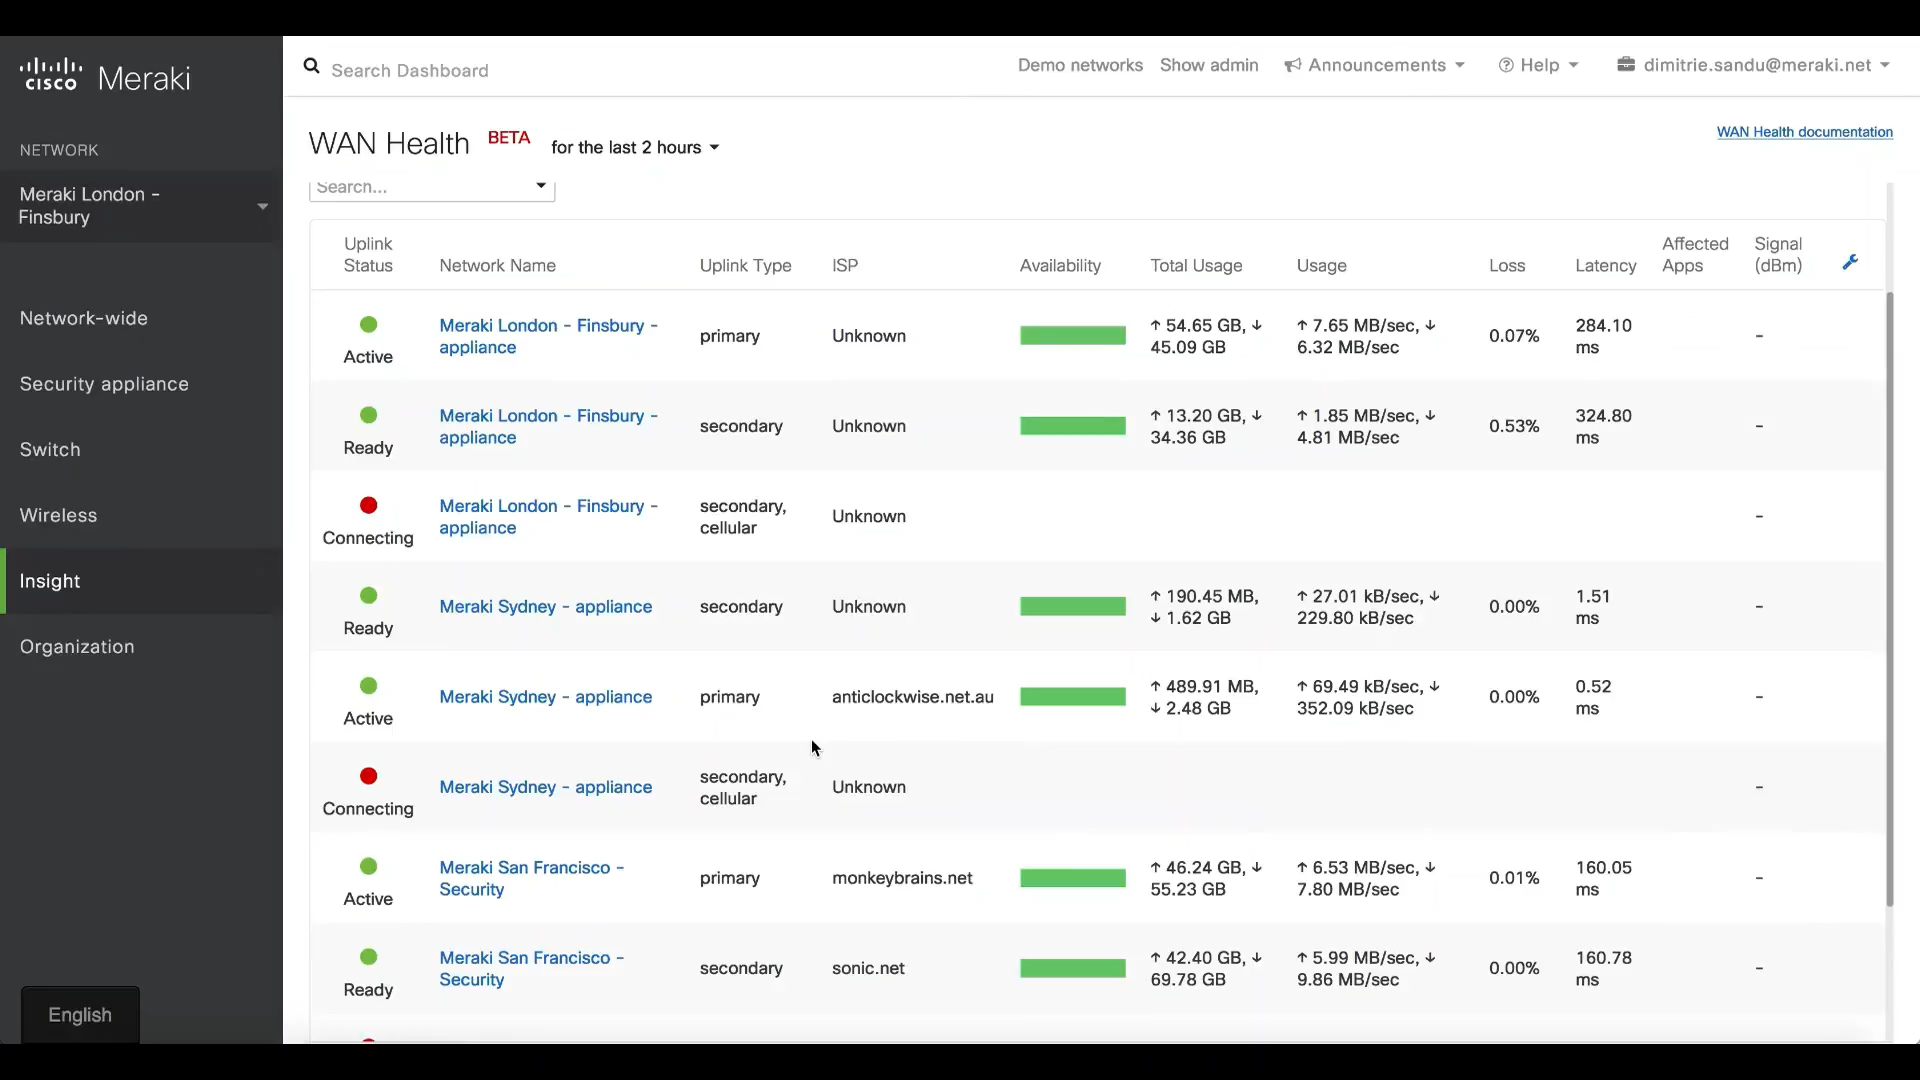 cisco Meraki
Search Dashboard
Demo networks
Show admin
Announcements
Help
dimitrie.sandu@meraki.net
NETWORK
Meraki London -
Finsbury
Network-wide
Security appliance
Switch
Wireless
Insight
Organization
English
WAN Health BETA for the last 2 hours
WAN Health documentation
Search...
Uplink
Status
Network Name
Uplink Type
ISP
Availability
Total Usage
Usage
Loss
Latency
Affected
Apps
Signal
(dBm)
Active
Meraki London - Finsbury -
appliance
primary
Unknown
↑ 54.65 GB, ↓
45.09 GB
↑ 7.65 MB/sec, ↓
6.32 MB/sec
0.07%
284.10
ms
-
Ready
Meraki London - Finsbury -
appliance
secondary
Unknown
↑ 13.20 GB, ↓
34.36 GB
↑ 1.85 MB/sec, ↓
4.81 MB/sec
0.53%
324.80
ms
-
Connecting
Meraki London - Finsbury -
appliance
secondary,
cellular
Unknown
-
Ready
Meraki Sydney - appliance
secondary
Unknown
↑ 190.45 MB,
↓ 1.62 GB
↑ 27.01 kB/sec, ↓
229.80 kB/sec
0.00%
1.51
ms
-
Active
Meraki Sydney - appliance
primary
anticlockwise.net.au
↑ 489.91 MB,
↓ 2.48 GB
↑ 69.49 kB/sec, ↓
352.09 kB/sec
0.00%
0.52
ms
-
Connecting
Meraki Sydney - appliance
secondary,
cellular
Unknown
-
Active
Meraki San Francisco -
Security
primary
monkeybrains.net
↑ 46.24 GB, ↓
55.23 GB
↑ 6.53 MB/sec, ↓
7.80 MB/sec
0.01%
160.05
ms
-
Ready
Meraki San Francisco -
Security
secondary
sonic.net
↑ 42.40 GB, ↓
69.78 GB
↑ 5.99 MB/sec, ↓
9.86 MB/sec
0.00%
160.78
ms
-